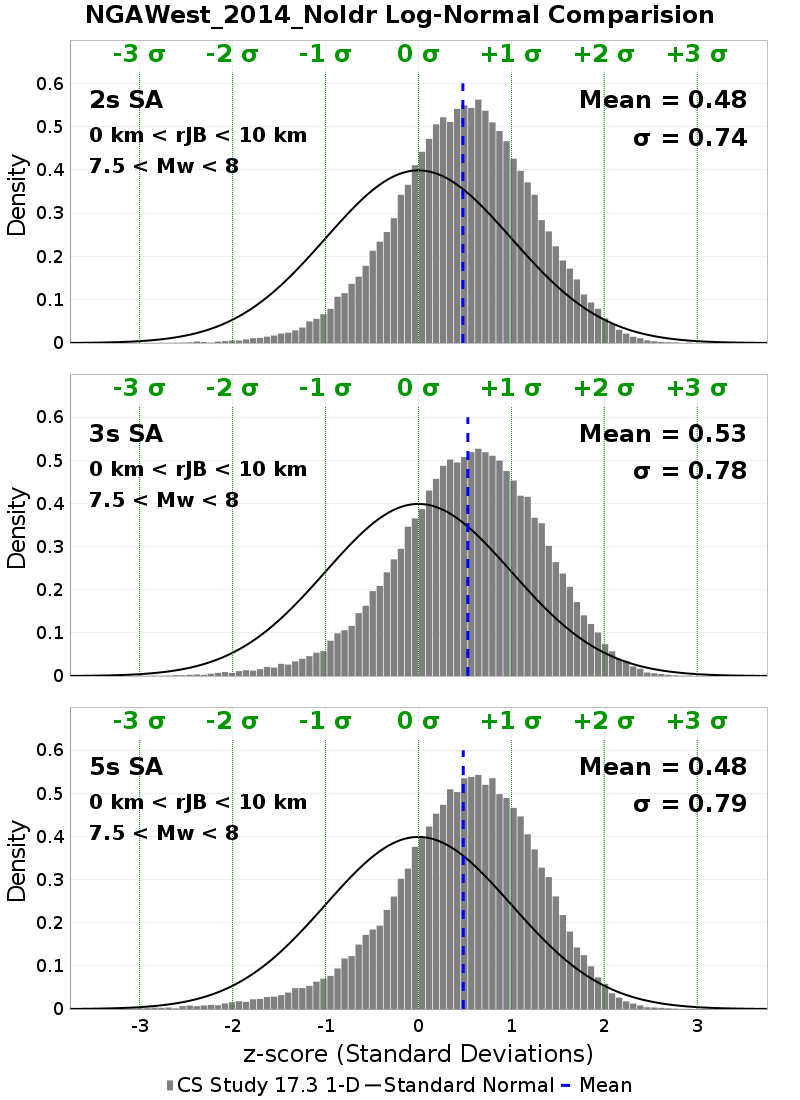 NGAWest_2014_NoIdr Log-Normal Comparision
-3 σ -2 σ -1 σ 0 σ +1 σ +2 σ +3 σ
0.6
2s SA Mean = 0.48
0.5
0 km < rJB < 10 km σ = 0.74
7.5 < Mw < 8
0.4
Density
0.3
0.2
0.1
0
-3 σ -2 σ -1 σ 0 σ +1 σ +2 σ +3 σ
0.6
3s SA Mean = 0.53
0.5
0 km < rJB < 10 km σ = 0.78
7.5 < Mw < 8
0.4
Density
0.3
0.2
0.1
0
-3 σ -2 σ -1 σ 0 σ +1 σ +2 σ +3 σ
0.6
5s SA Mean = 0.48
0.5
0 km < rJB < 10 km σ = 0.79
7.5 < Mw < 8
0.4
Density
0.3
0.2
0.1
0
-3 -2 -1 0 1 2 3
z-score (Standard Deviations)
CS Study 17.3 1-D Standard Normal Mean